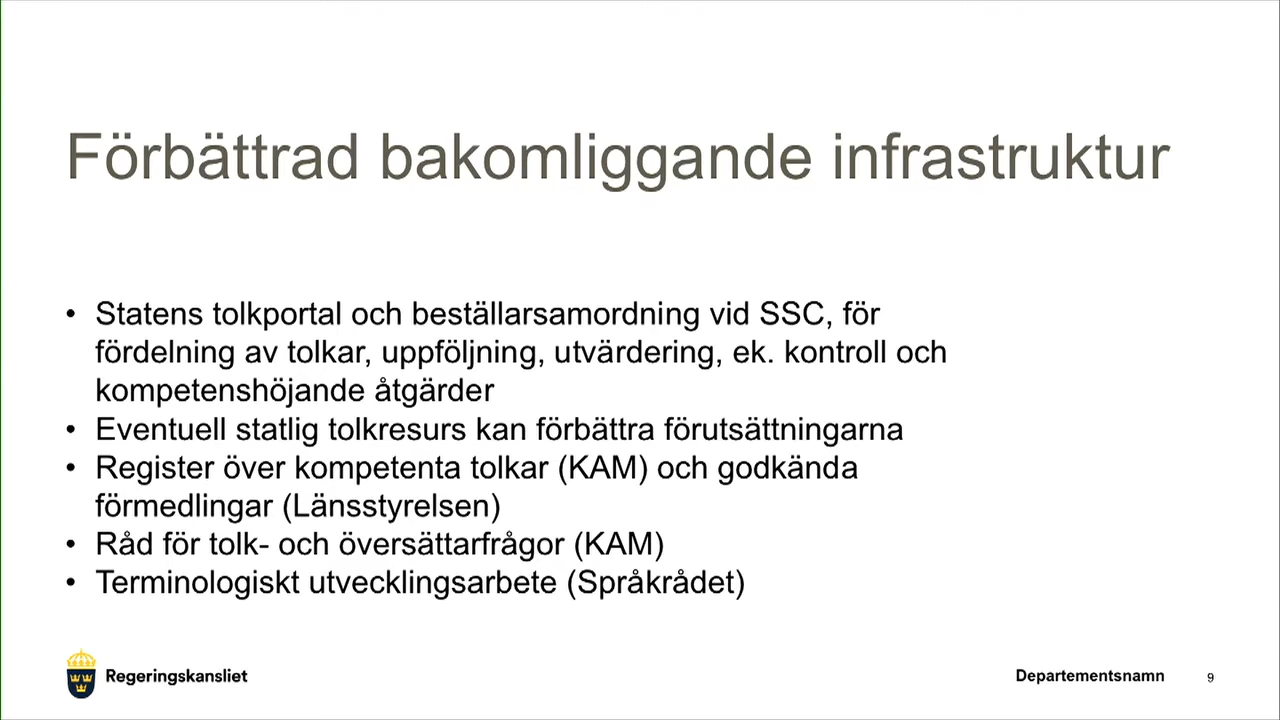 Förbättrad bakomliggande infrastruktur
• Statens tolkportal och beställarsamordning vid SSC, för
fördelning av tolkar, uppföljning, utvärdering, ek. kontroll och
kompetenshöjande åtgärder
• Eventuell statlig tolkresurs kan förbättra förutsättningarna
• Register över kompetenta tolkar (KAM) och godkända
förmedlingar (Länsstyrelsen)
• Råd för tolk- och översättarfrågor (KAM)
• Terminologiskt utvecklingsarbete (Språkrådet)
Regeringskansliet
Departementsnamn
9